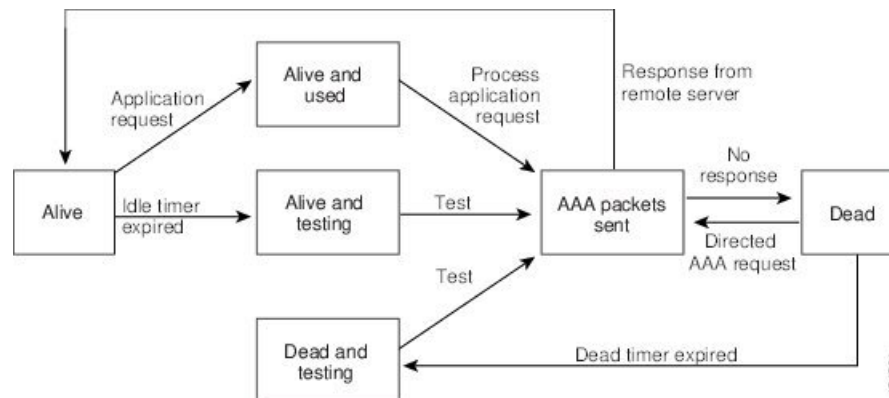 Alive and
used
Application
request
Process
application
request
Response from
remote server
Alive
Idle timer
expired
Alive and
testing
Test
AAA packets
sent
No
response
Directed
AAA request
Dead
Test
Dead and
testing
Dead timer expired